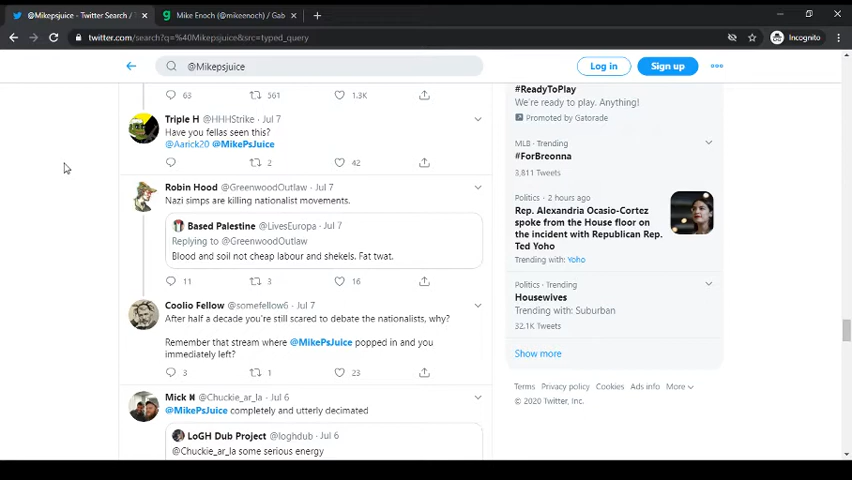 @Mikepsjuice - Twitter Search / T
Mike Enoch (@mikeenoch) / Gab
twitter.com/search?q=%40Mikepsjuice&src=typed_query
Incognito
@Mikepsjuice
Log in
Sign up
63
561
1.3K
Triple H @HHHStrike · Jul 7
Have you fellas seen this?
@Aarick20 @MikePsJuice
2
42
Robin Hood @GreenwoodOutlaw · Jul 7
Nazi simps are killing nationalist movements.
Based Palestine @LivesEuropa · Jul 7
Replying to @GreenwoodOutlaw
Blood and soil not cheap labour and shekels. Fat twat.
11
3
16
Coolio Fellow @somefellow6 · Jul 7
After half a decade you're still scared to debate the nationalists, why?
Remember that stream where @MikePsJuice popped in and you
immediately left?
3
1
23
Mick N @Chuckie_ar_la · Jul 6
@MikePsJuice completely and utterly decimated
LoGH Dub Project @loghdub · Jul 6
@Chuckie_ar_la some serious energy
#ReadyToPlay
We're ready to play. Anything!
Promoted by Gatorade
MLB · Trending
#ForBreonna
3,811 Tweets
Politics · 2 hours ago
Rep. Alexandria Ocasio-Cortez
spoke from the House floor on
the incident with Republican Rep.
Ted Yoho
Trending with: Yoho
Politics · Trending
Housewives
Trending with: Suburban
32.1K Tweets
Show more
Terms Privacy policy Cookies Ads info More
© 2020 Twitter, Inc.